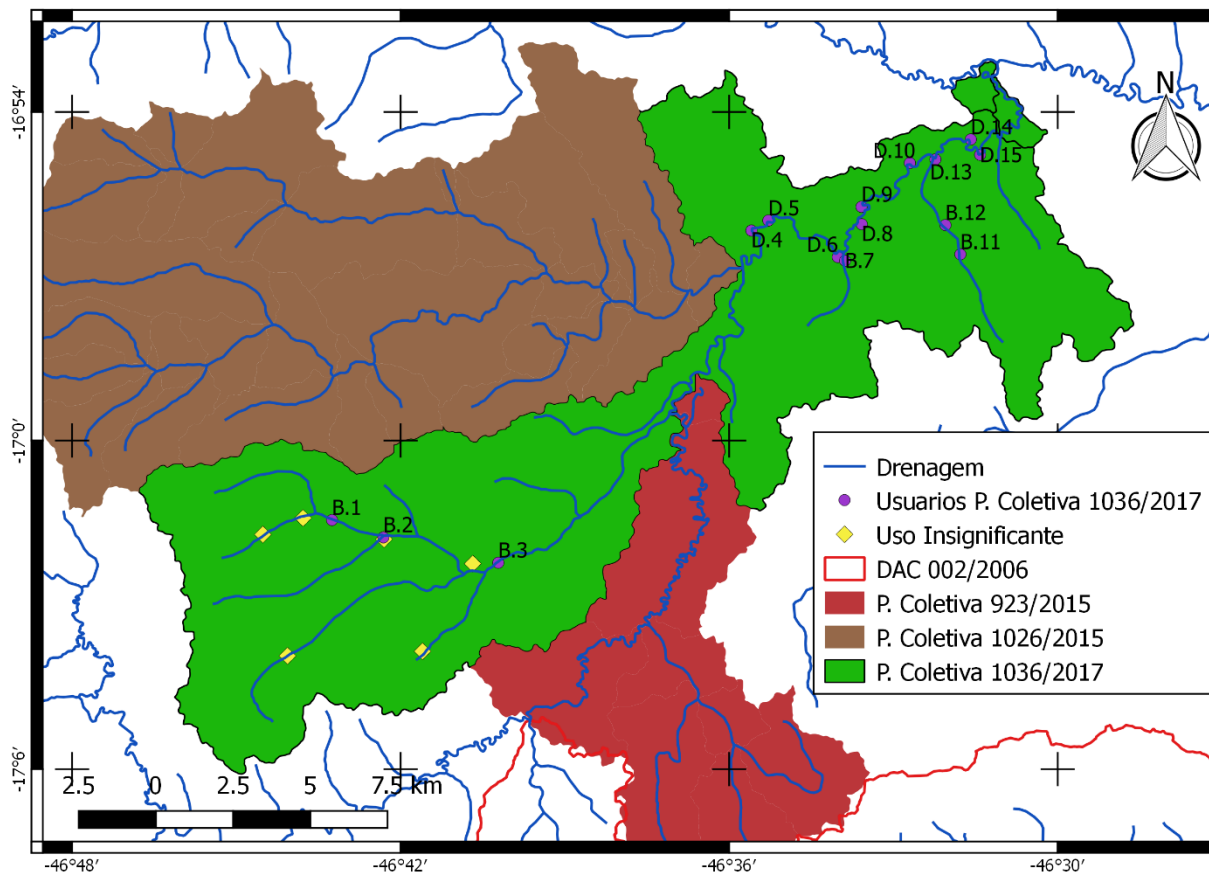 N
-16°54'
D.14
D.10
D.15
D.13
D.9
D.5
B.12
D.8
D.4
D.6
B.7
B.11
-17°0'
Drenagem
Usuarios P. Coletiva 1036/2017
B.1
B.2
Uso Insignificante
B.3
DAC 002/2006
P. Coletiva 923/2015
P. Coletiva 1026/2015
P. Coletiva 1036/2017
-17°6'
2.5 0 2.5 5 7.5 km
-46°48' -46°42' -46°36' -46°30'